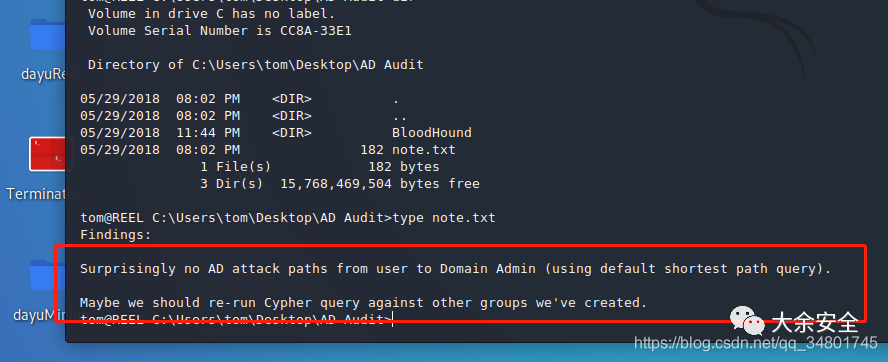 Volume in drive C has no label.
Volume Serial Number is CC8A-33E1
Directory of C:\Users\tom\Desktop\AD Audit
05/29/2018  08:02 PM    <DIR>          .
05/29/2018  08:02 PM    <DIR>          ..
05/29/2018  11:44 PM    <DIR>          BloodHound
05/29/2018  08:02 PM               182 note.txt
1 File(s)            182 bytes
3 Dir(s)  15,768,469,504 bytes free
tom@REEL C:\Users\tom\Desktop\AD Audit>type note.txt
Findings:
Surprisingly no AD attack paths from user to Domain Admin (using default shortest path query).
Maybe we should re-run Cypher query against other groups we've created.
tom@REEL C:\Users\tom\Desktop\AD Audit>
dayuRe
Terminato
dayuMi
大余安全
https://blog.csdn.net/qq_34801745